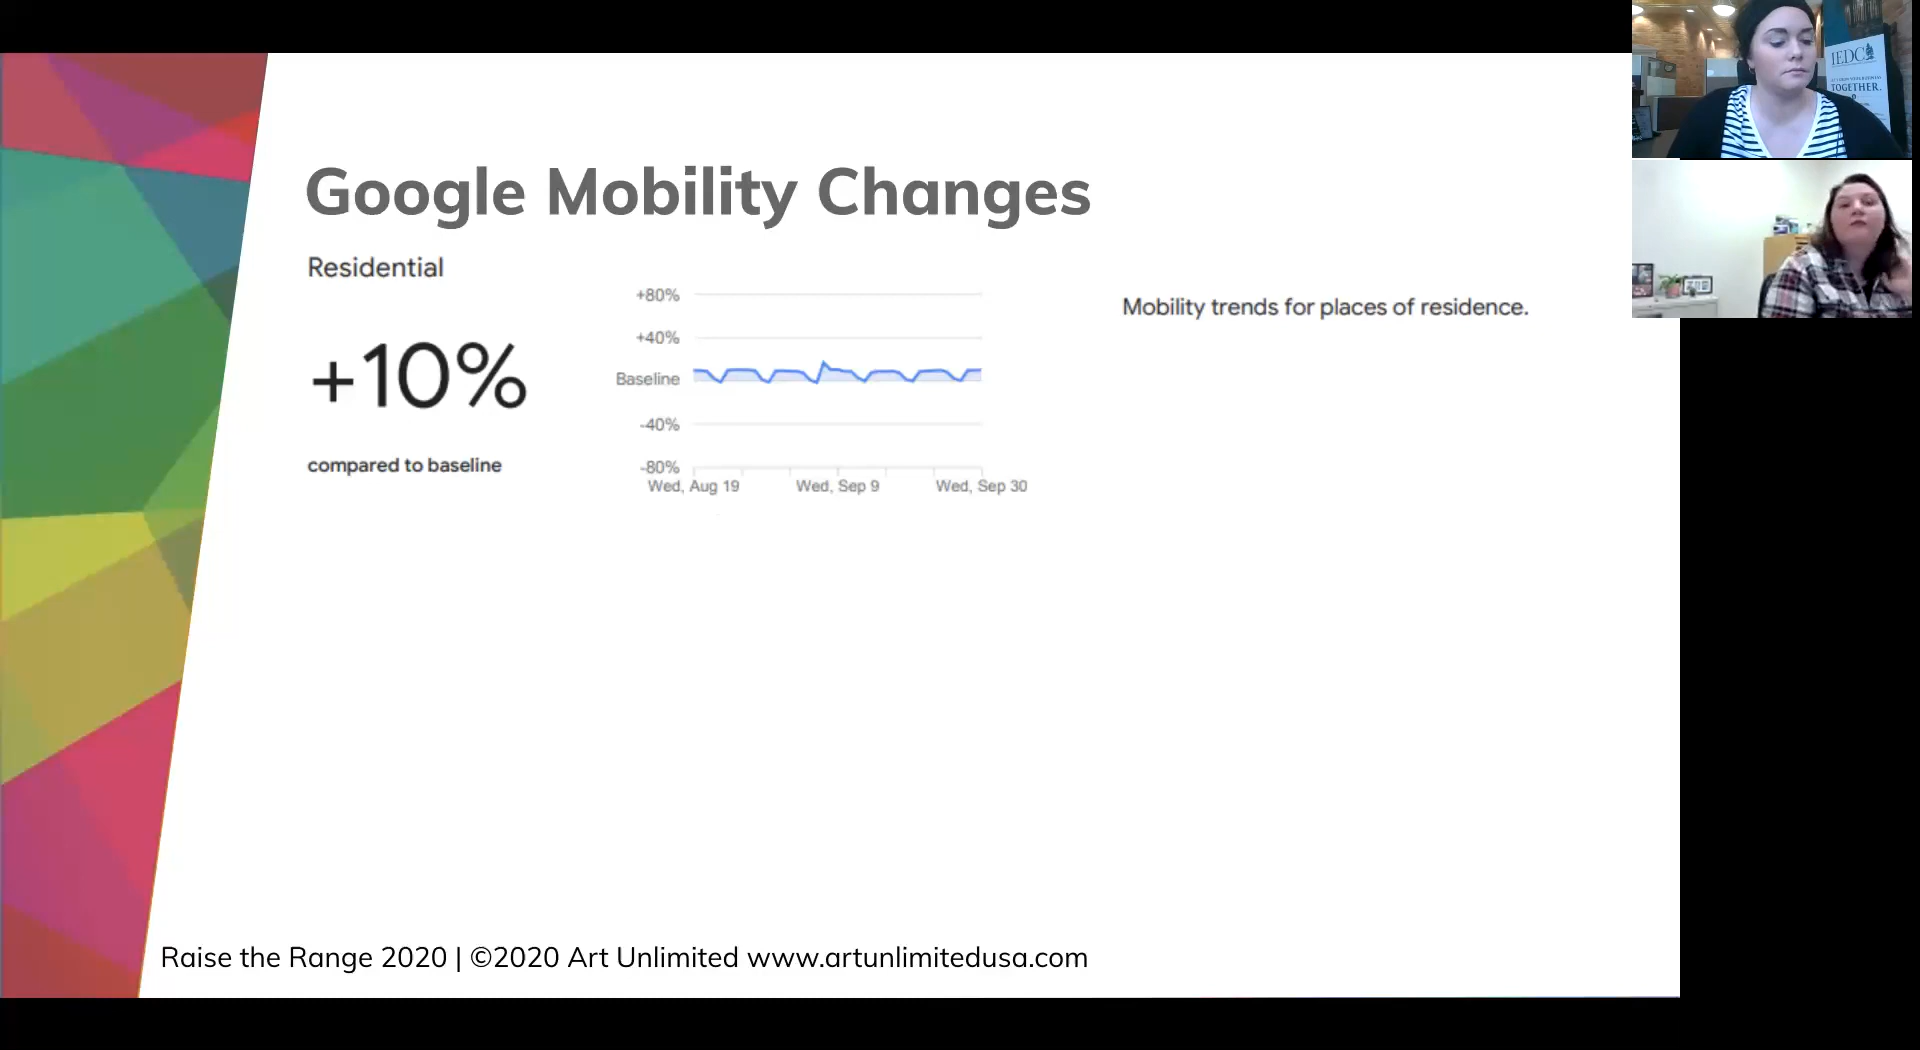 Google Mobility Changes
Residential
+10%
compared to baseline
+80%
+40%
Baseline
-40%
-80%
Wed, Aug 19 Wed, Sep 9 Wed, Sep 30
Mobility trends for places of residence.
Raise the Range 2020 | ©2020 Art Unlimited www.artunlimitedusa.com
IEDC
TOGETHER.